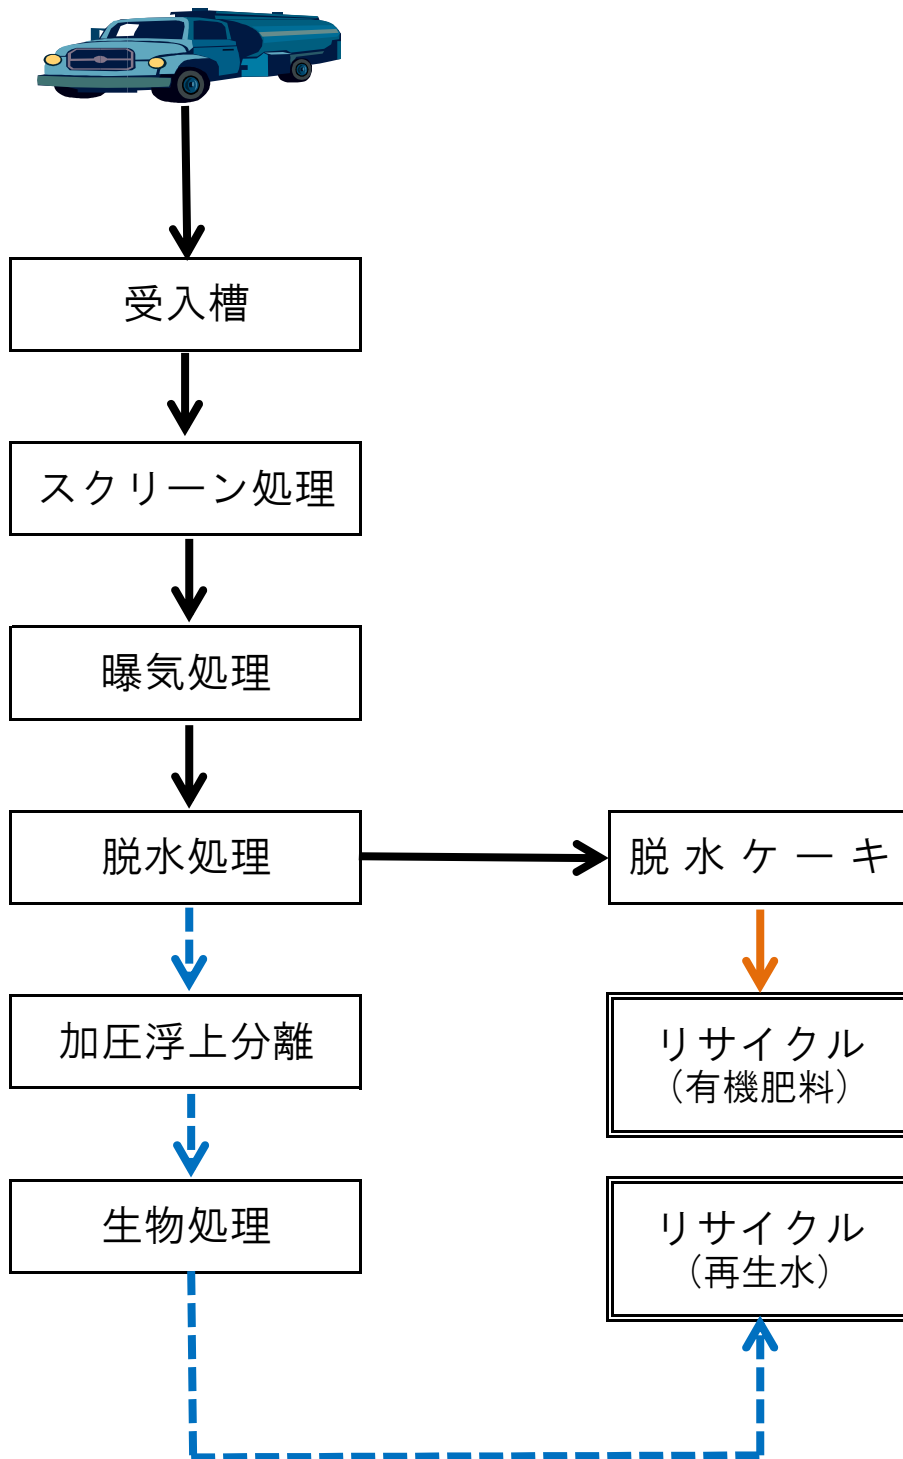 受入槽
スクリーン処理
曝気処理
脱水処理
脱水ケーキ
加圧浮上分離
リサイクル
（有機肥料）
生物処理
リサイクル
（再生水）